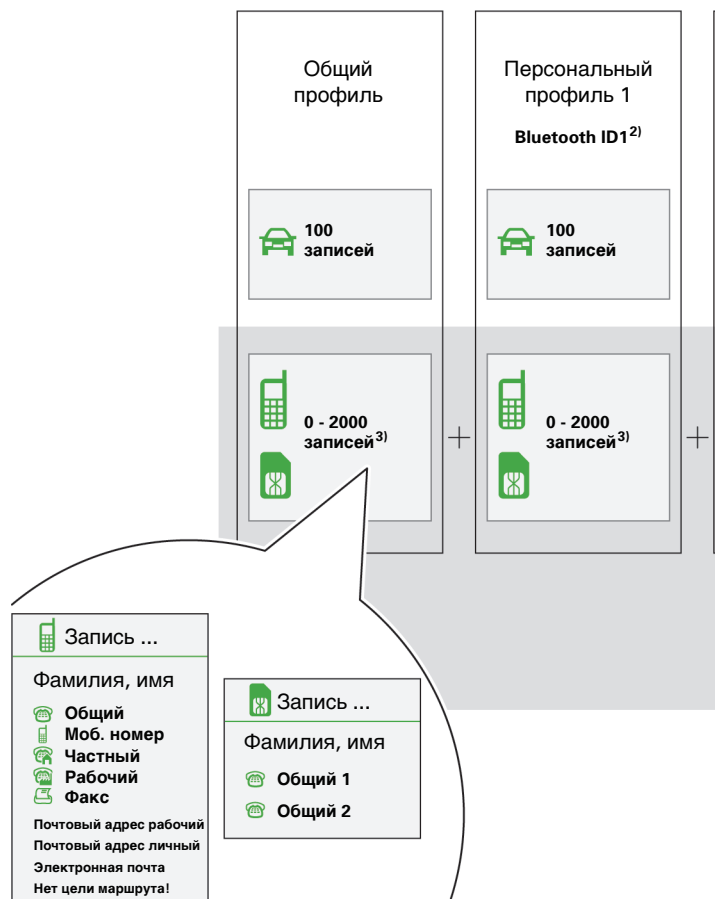 Общий
профиль
Персональный
профиль 1
Bluetooth ID1²⁾
100
записей
100
записей
0 - 2000
записей³⁾
+
0 - 2000
записей³⁾
+
Запись ...
Фамилия, имя
Общий
Моб. номер
Частный
Рабочий
Факс
Почтовый адрес рабочий
Почтовый адрес личный
Электронная почта
Нет цели маршрута!
Запись ...
Фамилия, имя
Общий 1
Общий 2